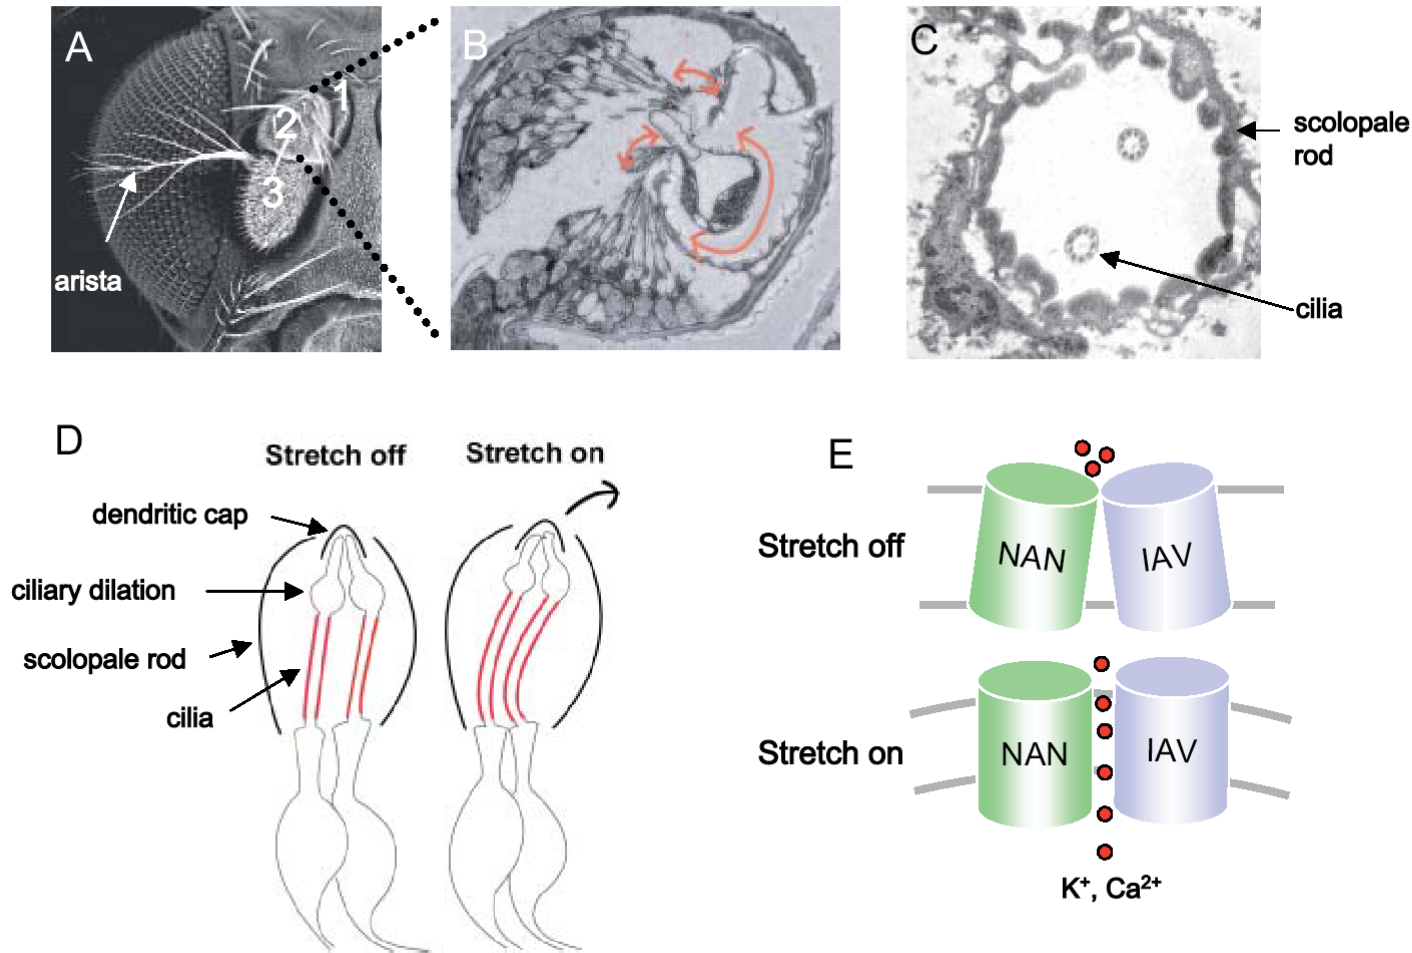 A
1
2
3
arista
B
C
scolopale
rod
cilia
D
Stretch off
Stretch on
dendritic cap
ciliary dilation
scolopale rod
cilia
E
Stretch off
NAN
IAV
Stretch on
NAN
IAV
K⁺, Ca²⁺